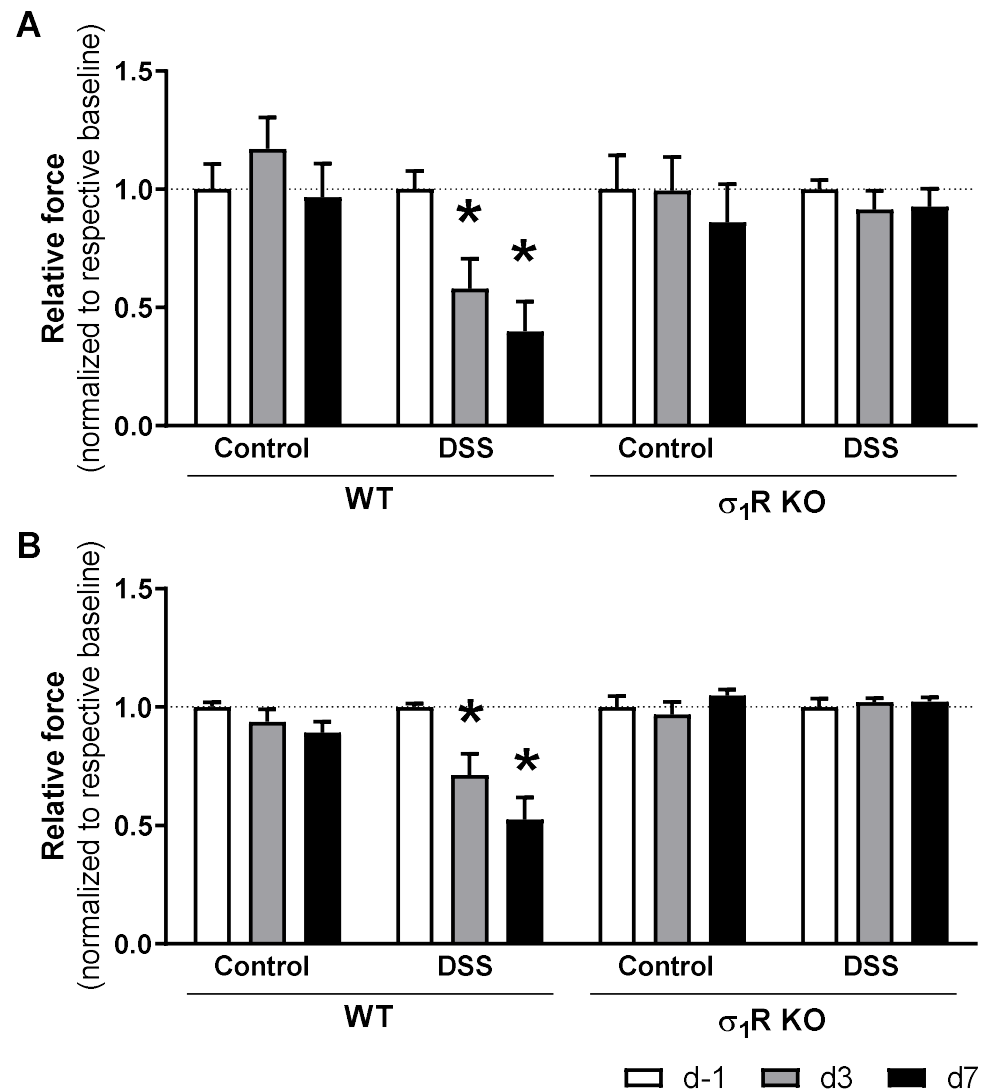 A
Relative force
(normalized to respective baseline)
1.5
1.0
0.5
0.0
* *
Control DSS Control DSS
WT σ1R KO
B
Relative force
(normalized to respective baseline)
1.5
1.0
0.5
0.0
* *
Control DSS Control DSS
WT σ1R KO
d-1 d3 d7